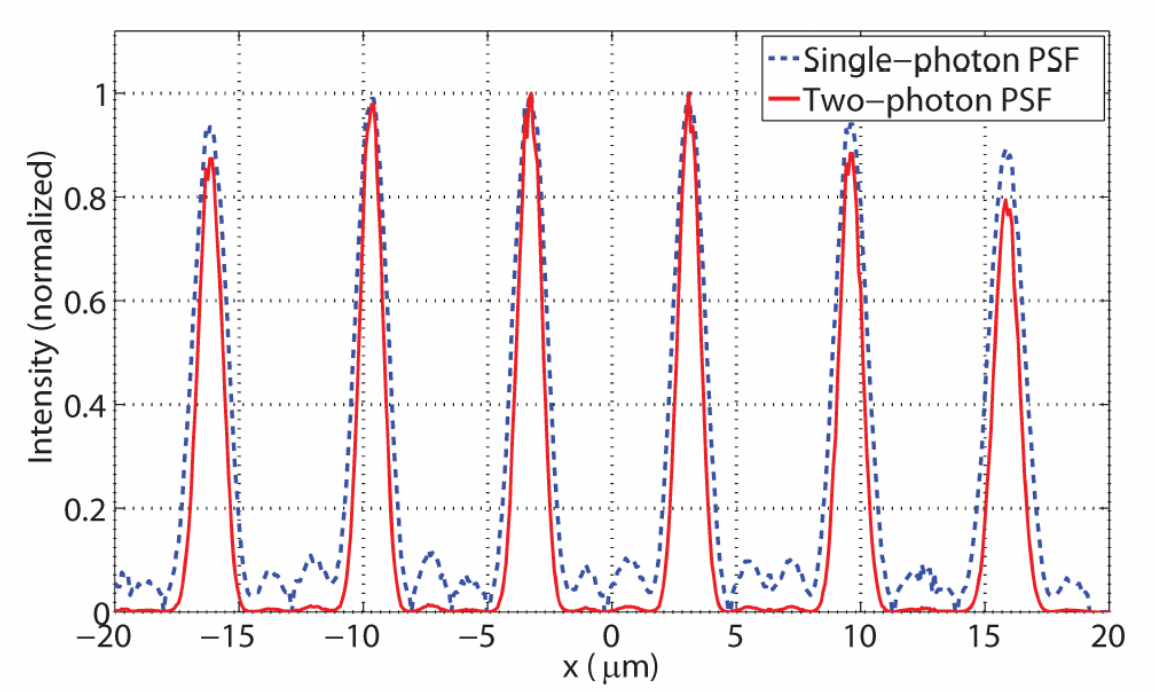 Single−photon PSF
Two−photon PSF
Intensity (normalized)
1
0.8
0.6
0.4
0.2
0
−20 −15 −10 −5 0 5 10 15 20
x ( μm)